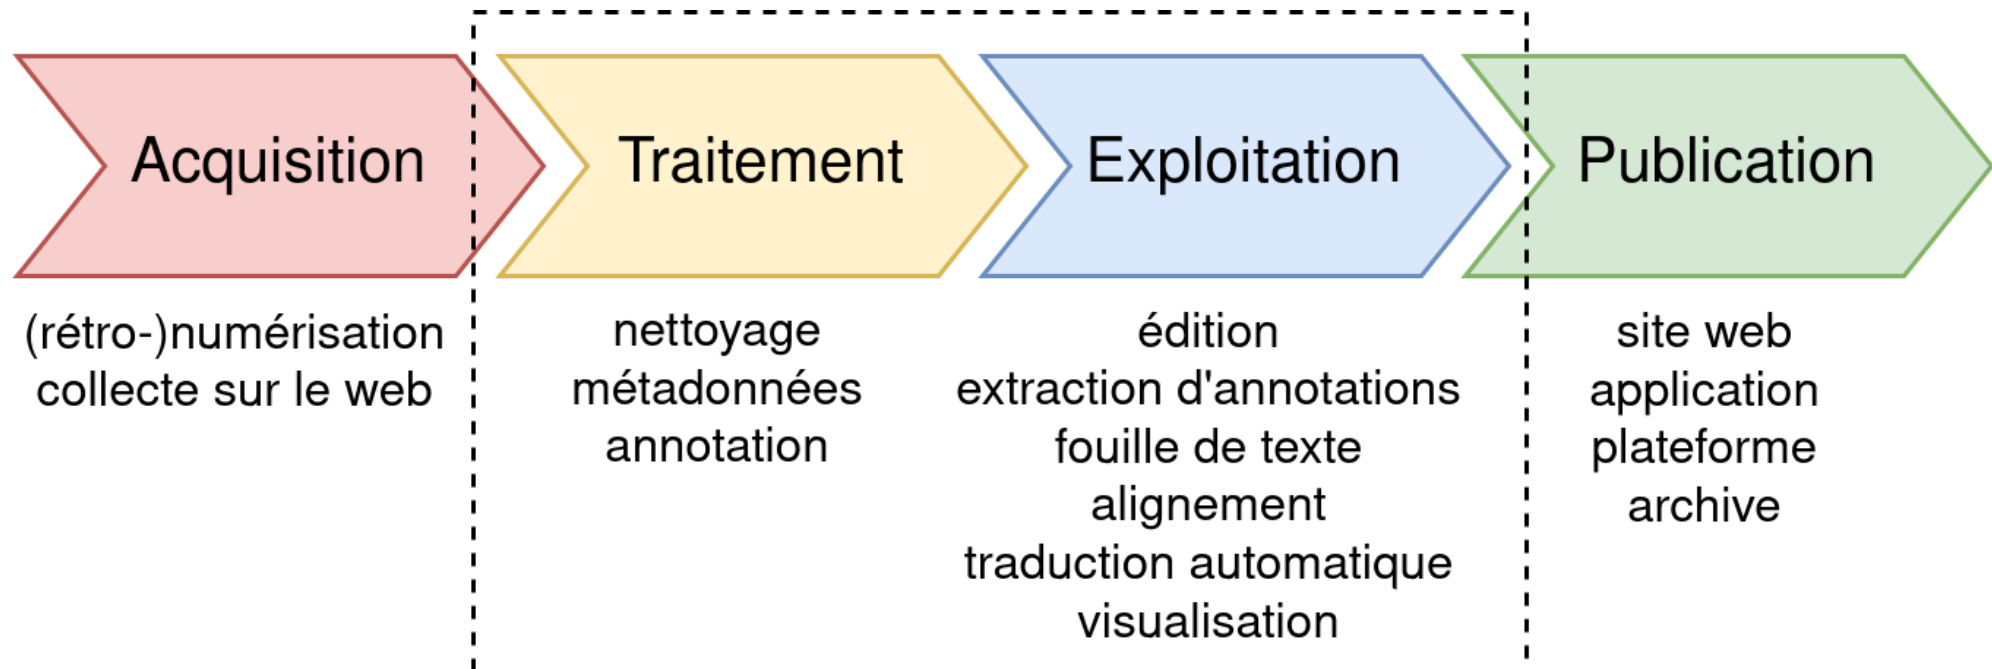 Acquisition
(rétro-)numérisation
collecte sur le web
Traitement
nettoyage
métadonnées
annotation
Exploitation
édition
extraction d'annotations
fouille de texte
alignement
traduction automatique
visualisation
Publication
site web
application
plateforme
archive